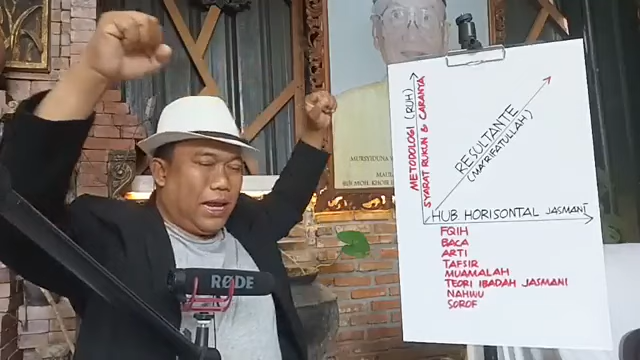 METODOLOGI (RUH)
SYARAT RUKUN & CARANYA
RESULTANTE
(MA'RIFATULLAH)
HUB HORISONTAL JASMANI
FQIH
BACA
ARTI
TAFSIR
MUAMALAH
TEORI IBADAH JASMANI
NAHWU
SOROF
RØDE